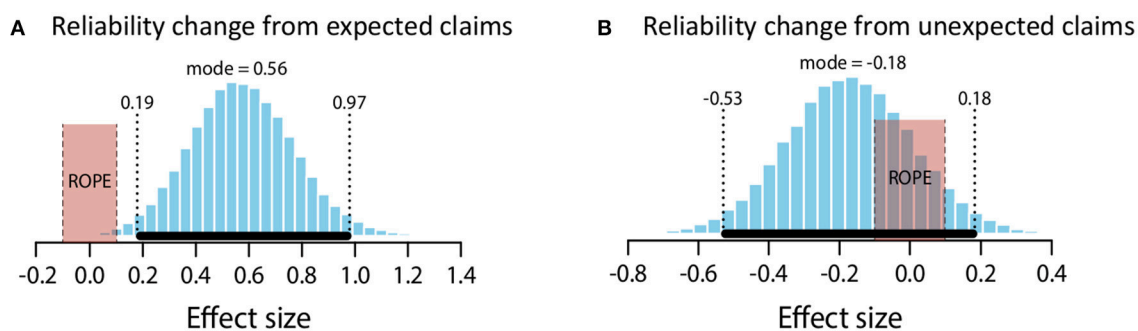 A Reliability change from expected claims
mode = 0.56
0.19
0.97
ROPE
-0.2 0.0 0.2 0.4 0.6 0.8 1.0 1.2 1.4
Effect size
B Reliability change from unexpected claims
mode = -0.18
-0.53
0.18
ROPE
-0.8 -0.6 -0.4 -0.2 0.0 0.2 0.4
Effect size